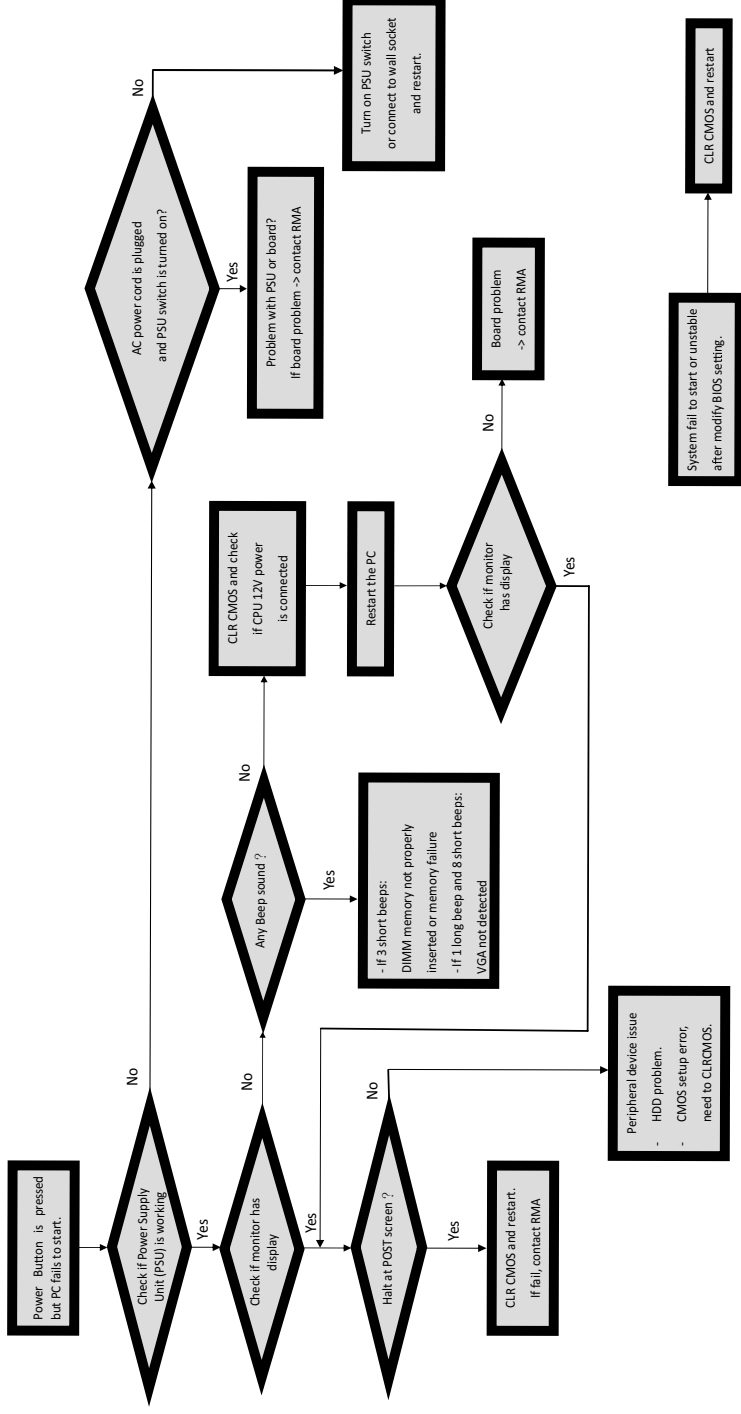 Power Button is pressed
but PC fails to start.
Check if Power Supply
Unit (PSU) is working
No
Yes
AC power cord is plugged
and PSU switch is turned on?
No
Yes
Turn on PSU switch
or connect to wall socket
and restart.
Problem with PSU or board?
If board problem -> contact RMA
Check if monitor has
display
No
Yes
Any Beep sound ?
No
Yes
CLR CMOS and check
if CPU 12V power
is connected
Restart the PC
Check if monitor
has display
No
Yes
Board problem
-> contact RMA
- If 3 short beeps:
DIMM memory not properly
inserted or memory failure
- If 1 long beep and 8 short beeps:
VGA not detected
Halt at POST screen ?
No
Yes
CLR CMOS and restart.
If fail, contact RMA
Peripheral device issue
- HDD problem.
- CMOS setup error,
need to CLRCMOS.
System fail to start or unstable
after modify BIOS setting.
CLR CMOS and restart